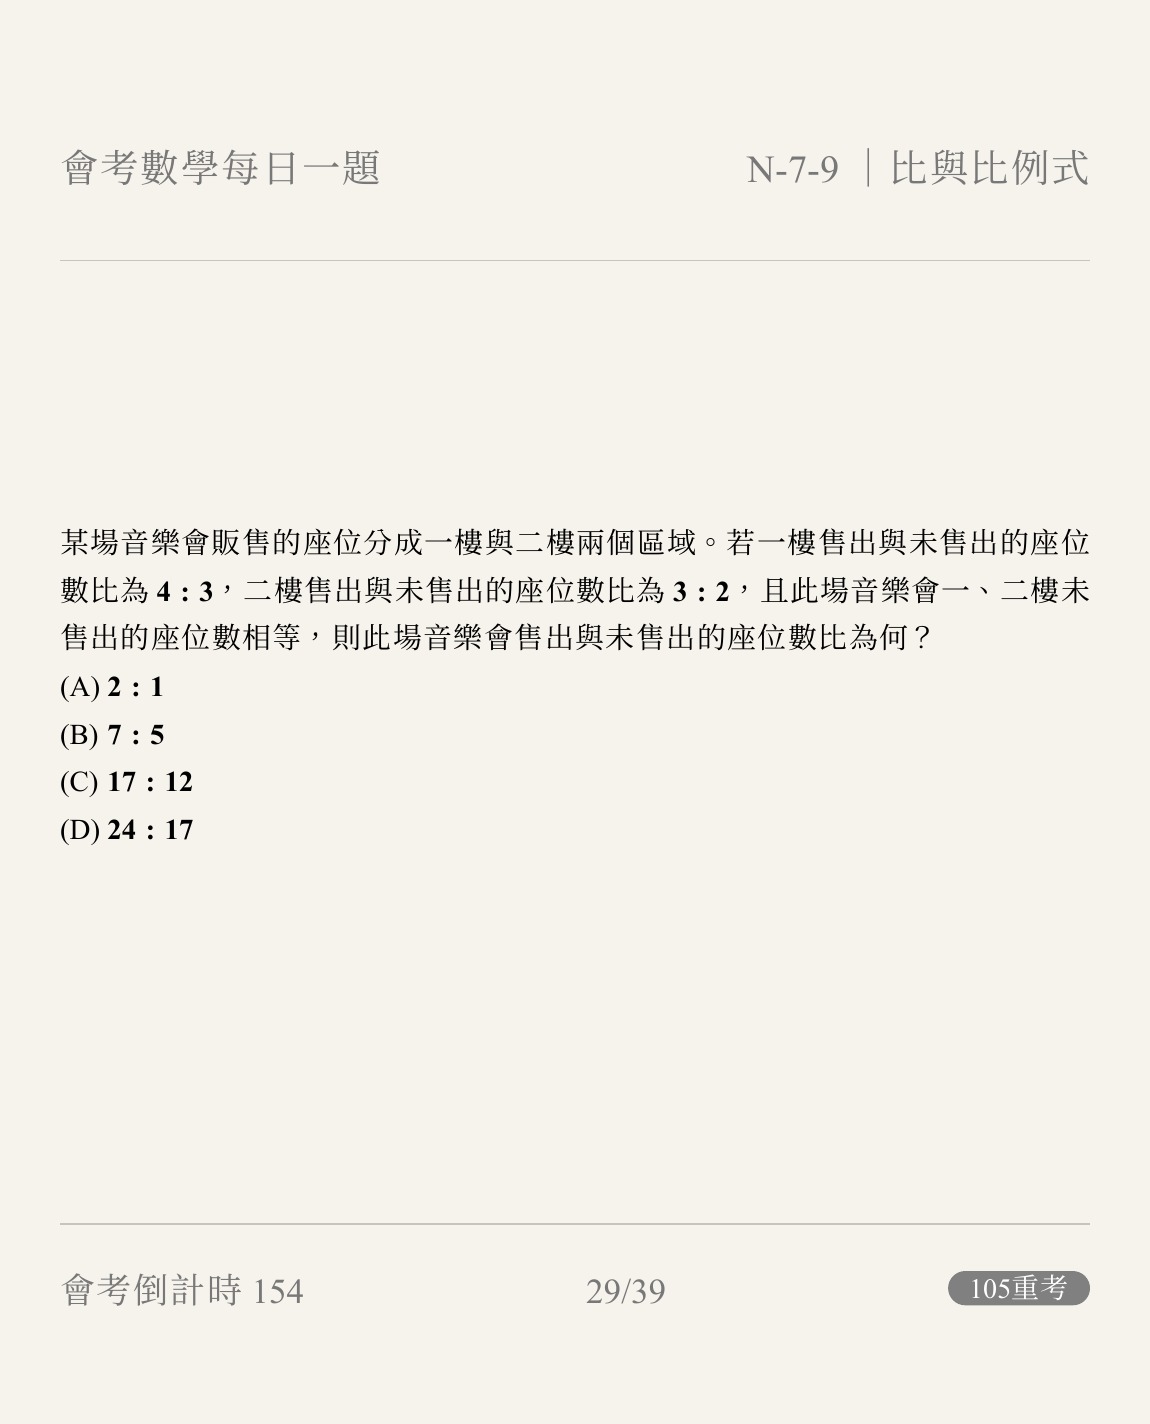 會考數學每日一題
N-7-9 ｜比與比例式
某場音樂會販售的座位分成一樓與二樓兩個區域。若一樓售出與未售出的座位
數比為 4 : 3，二樓售出與未售出的座位數比為 3 : 2，且此場音樂會一、二樓未
售出的座位數相等，則此場音樂會售出與未售出的座位數比為何？
(A) 2 : 1
(B) 7 : 5
(C) 17 : 12
(D) 24 : 17
會考倒計時 154
29/39
105重考